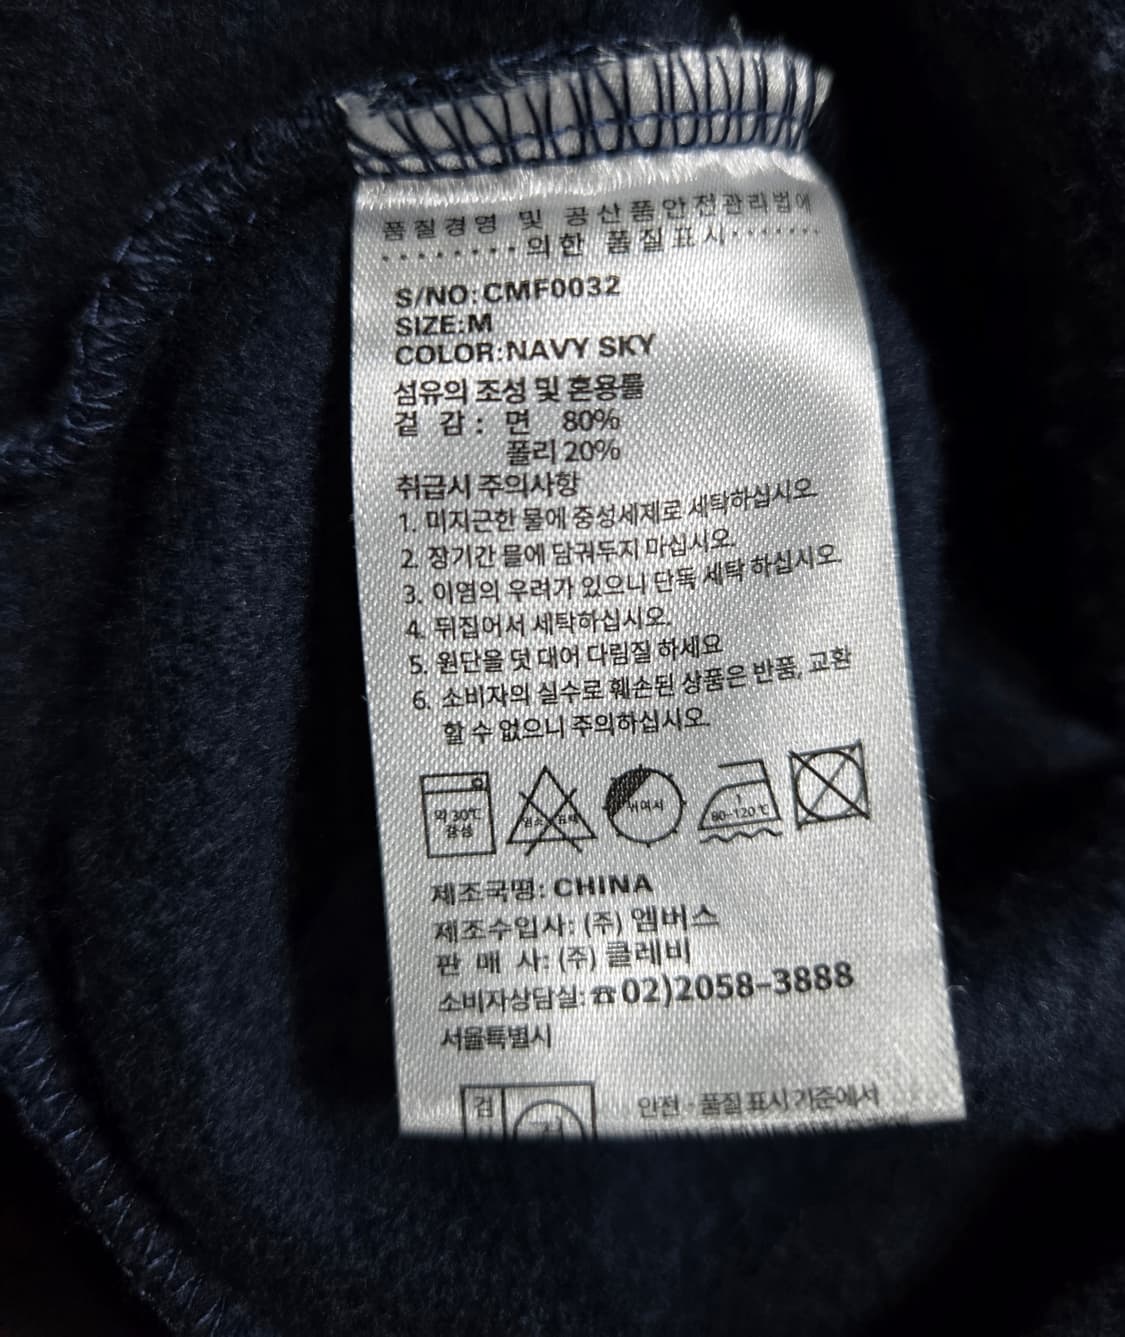 품질경영 및 공산품안전관리법에
········의한 품질표시·······
S/NO:CMF0032
SIZE:M
COLOR:NAVY SKY
섬유의 조성 및 혼용률
겉 감 : 면 80%
폴리 20%
취급시 주의사항
1. 미지근한 물에 중성세제로 세탁하십시오.
2. 장기간 물에 담궈두지 마십시오.
3. 이염의 우려가 있으니 단독 세탁 하십시오.
4. 뒤집어서 세탁하십시오.
5. 원단을 덧 대어 다림질 하세요
6. 소비자의 실수로 훼손된 상품은 반품, 교환
할 수 없으니 주의하십시오.
약 30℃
중성
뉘여서
80~120℃
제조국명: CHINA
제조수입사: (주) 엠버스
판 매 사: (주) 클레비
소비자상담실: ☎ 02)2058-3888
서울특별시
검
안전·품질 표시 기준에서